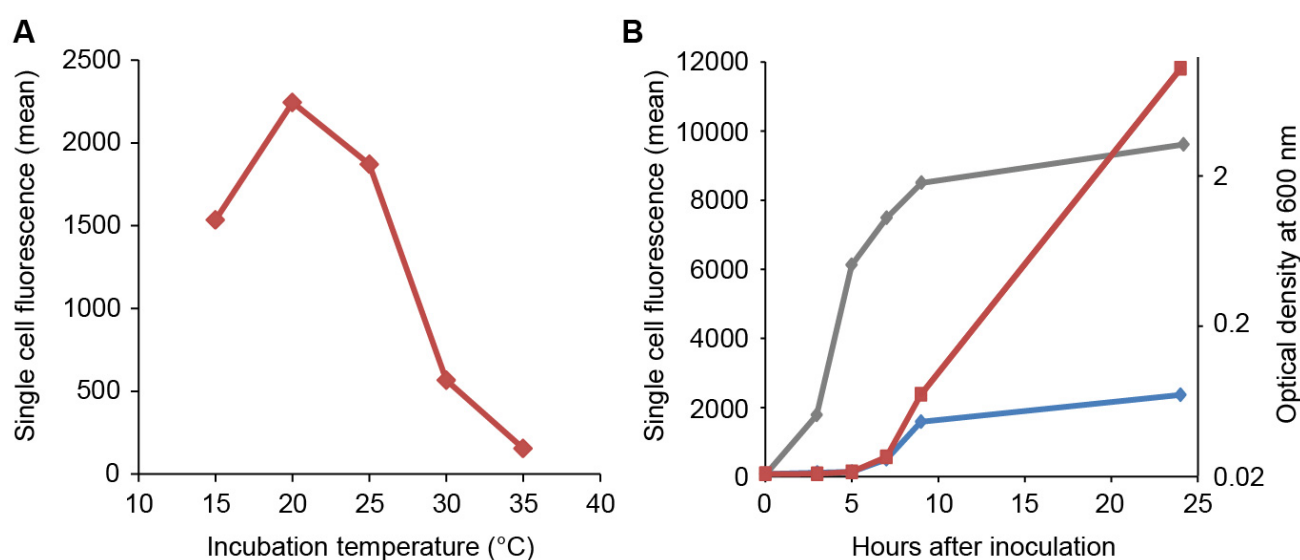 A
Single cell fluorescence (mean)
2500
2000
1500
1000
500
0
10 15 20 25 30 35 40
Incubation temperature (°C)
B
Single cell fluorescence (mean)
12000
10000
8000
6000
4000
2000
0
0 5 10 15 20 25
Hours after inoculation
2
0.2
0.02
Optical density at 600 nm